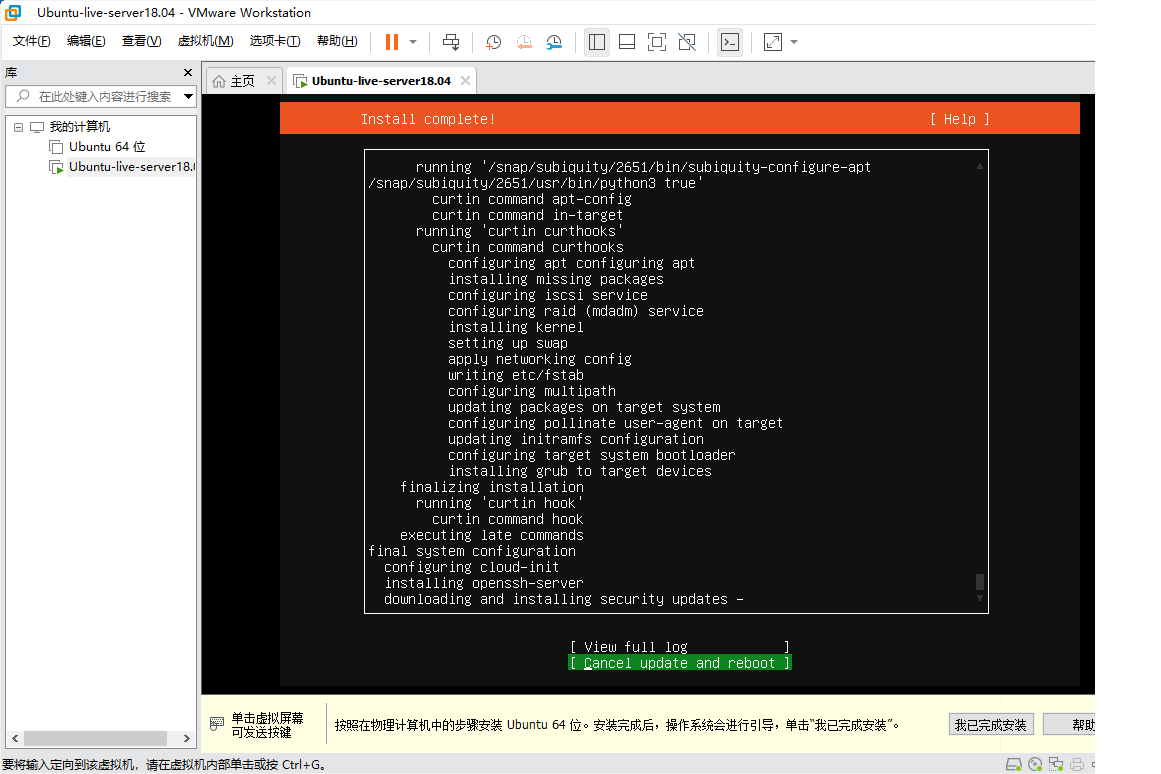 Ubuntu-live-server18.04 - VMware Workstation
文件(F) 编辑(E) 查看(V) 虚拟机(M) 选项卡(T) 帮助(H)
库
在此处键入内容进行搜索
我的计算机
Ubuntu 64 位
Ubuntu-live-server18.0
主页
Ubuntu-live-server18.04
Install complete!
[ Help ]
running '/snap/subiquity/2651/bin/subiquity-configure-apt
/snap/subiquity/2651/usr/bin/python3 true'
curtin command apt-config
curtin command in-target
running 'curtin curthooks'
curtin command curthooks
configuring apt configuring apt
installing missing packages
configuring iscsi service
configuring raid (mdadm) service
installing kernel
setting up swap
apply networking config
writing etc/fstab
configuring multipath
updating packages on target system
configuring pollinate user-agent on target
updating initramfs configuration
configuring target system bootloader
installing grub to target devices
finalizing installation
running 'curtin hook'
curtin command hook
executing late commands
final system configuration
configuring cloud-init
installing openssh-server
downloading and installing security updates -
[ View full log ]
[ Cancel update and reboot ]
单击虚拟屏幕
可发送按键
按照在物理计算机中的步骤安装 Ubuntu 64 位。安装完成后，操作系统会进行引导，单击“我已完成安装”。
我已完成安装
帮助
要将输入定向到该虚拟机，请在虚拟机内部单击或按 Ctrl+G。